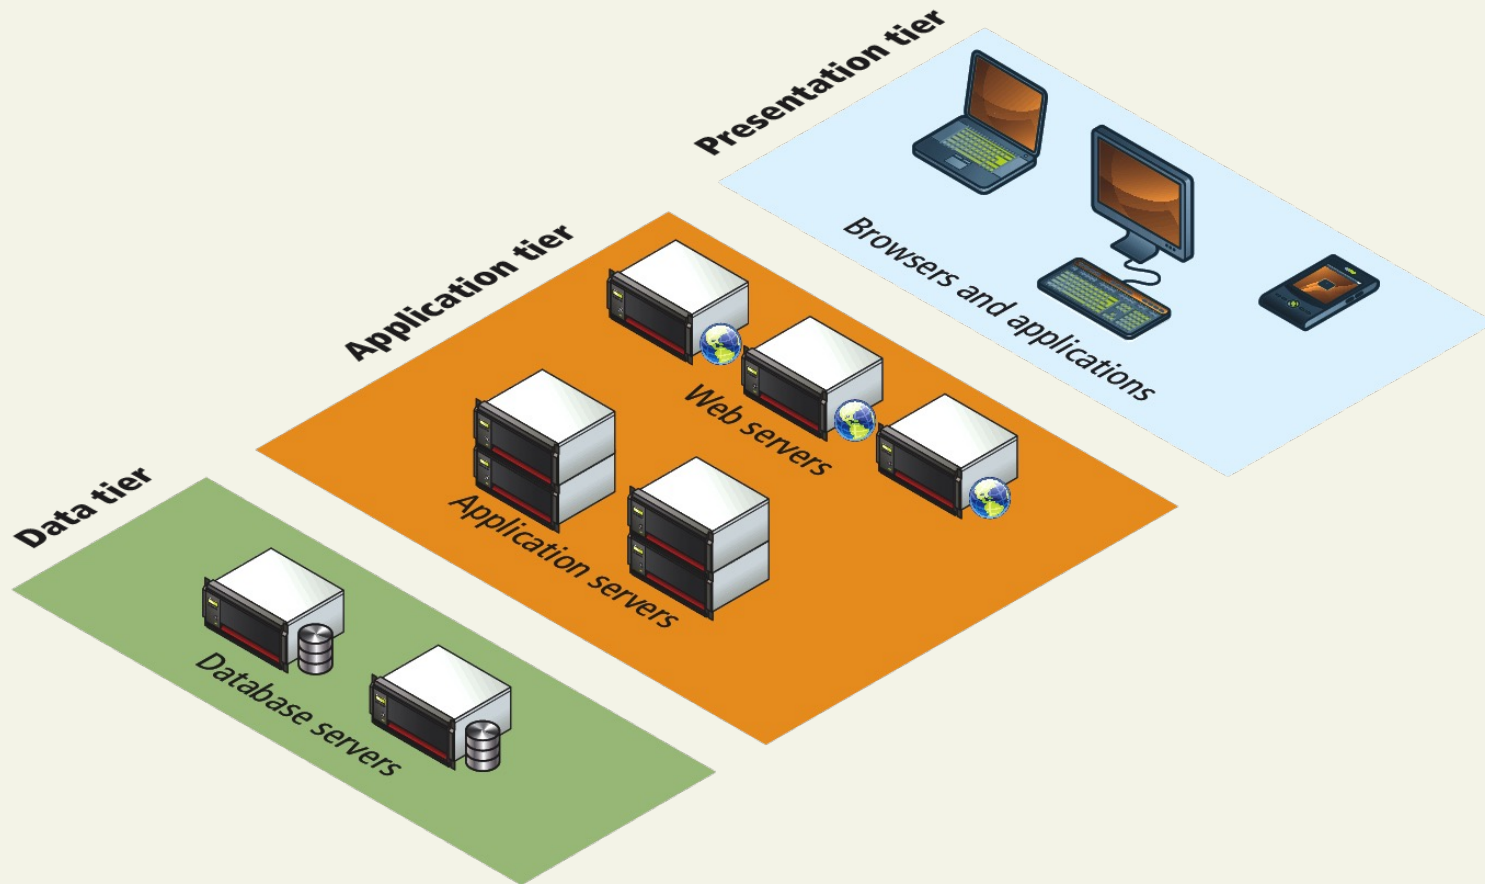 Presentation tier
Browsers and applications
Application tier
Web servers
Application servers
Data tier
Database servers